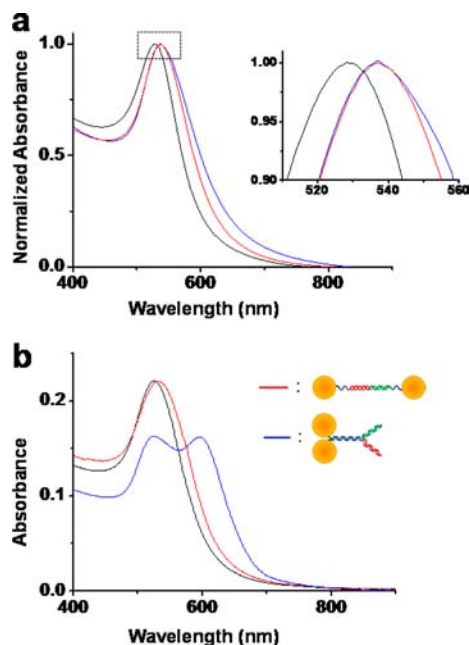 a
1.0
0.5
0.0
Normalized Absorbance
400 600 800
Wavelength (nm)
1.00
0.95
0.90
520 540 560
b
0.2
0.1
0.0
Absorbance
400 600 800
Wavelength (nm)
:
: